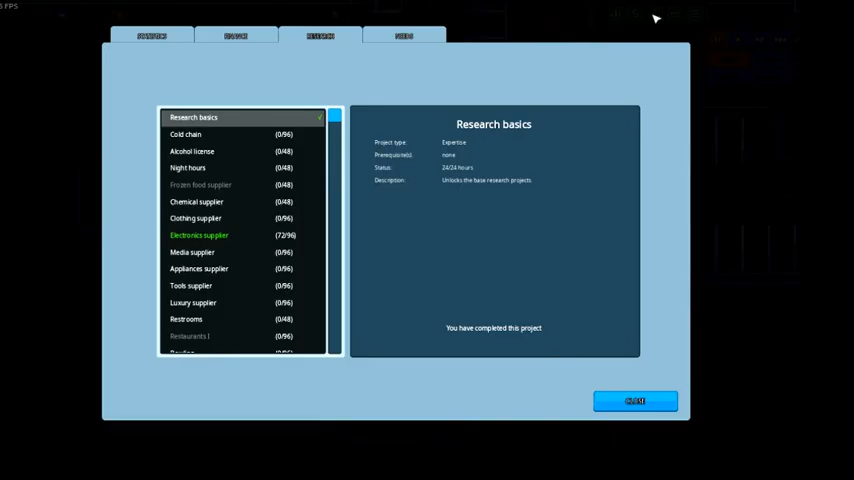 FPS
STATISTICS FINANCE RESEARCH NEEDS
Research basics √
Cold chain (0/96)
Alcohol license (0/48)
Night hours (0/48)
Frozen food supplier (0/48)
Chemical supplier (0/48)
Clothing supplier (0/96)
Electronics supplier (72/96)
Media supplier (0/96)
Appliances supplier (0/96)
Tools supplier (0/96)
Luxury supplier (0/96)
Restrooms (0/48)
Restaurants I (0/96)
Research basics
Project type: Expertise
Prerequisite(s): none
Status: 24/24 hours
Description: Unlocks the base research projects.
You have completed this project
CLOSE